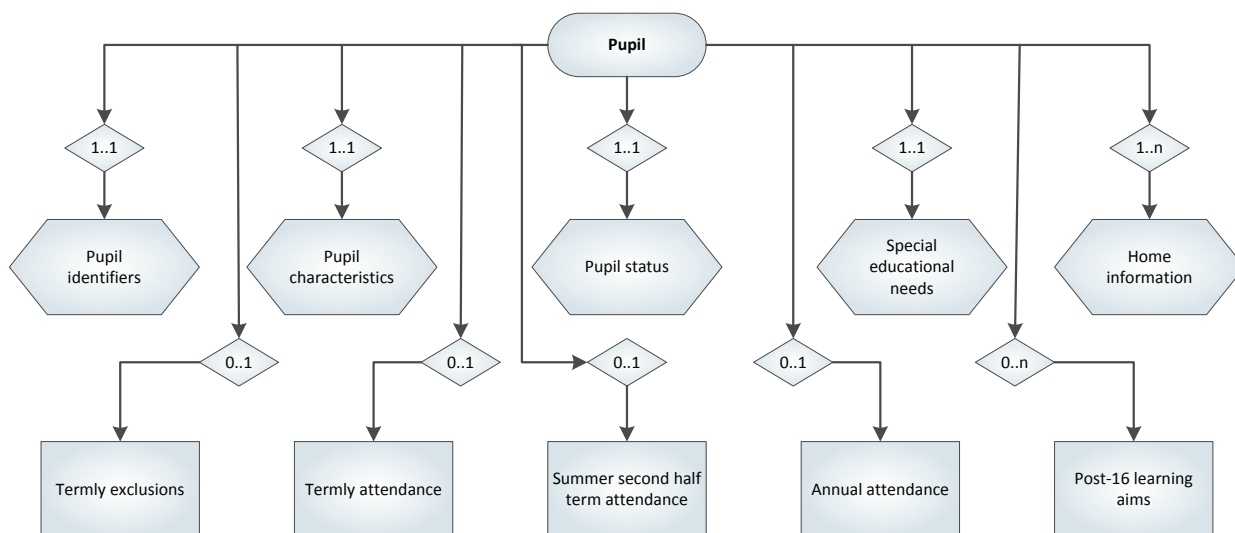 Pupil
1..1
1..1
1..1
1..1
1..n
Pupil
identifiers
Pupil
characteristics
Pupil status
Special
educational
needs
Home
information
0..1
0..1
0..1
0..1
0..n
Termly exclusions
Termly attendance
Summer second half
term attendance
Annual attendance
Post-16 learning
aims